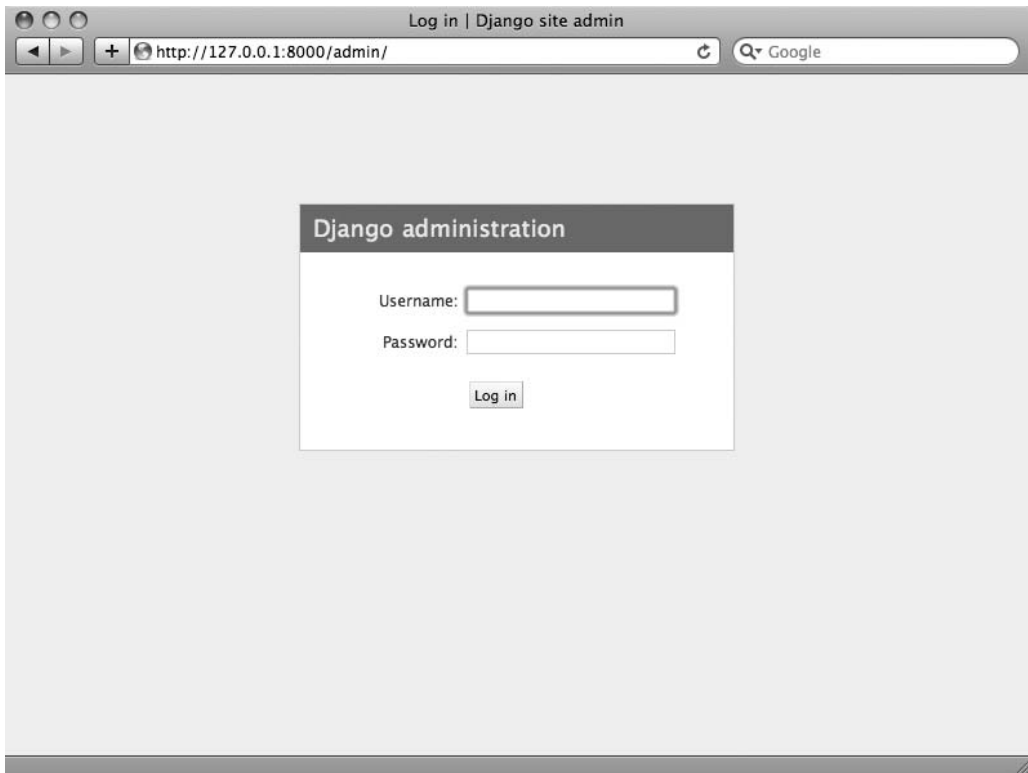 Log in | Django site admin
http://127.0.0.1:8000/admin/
Google
Django administration
Username:
Password:
Log in